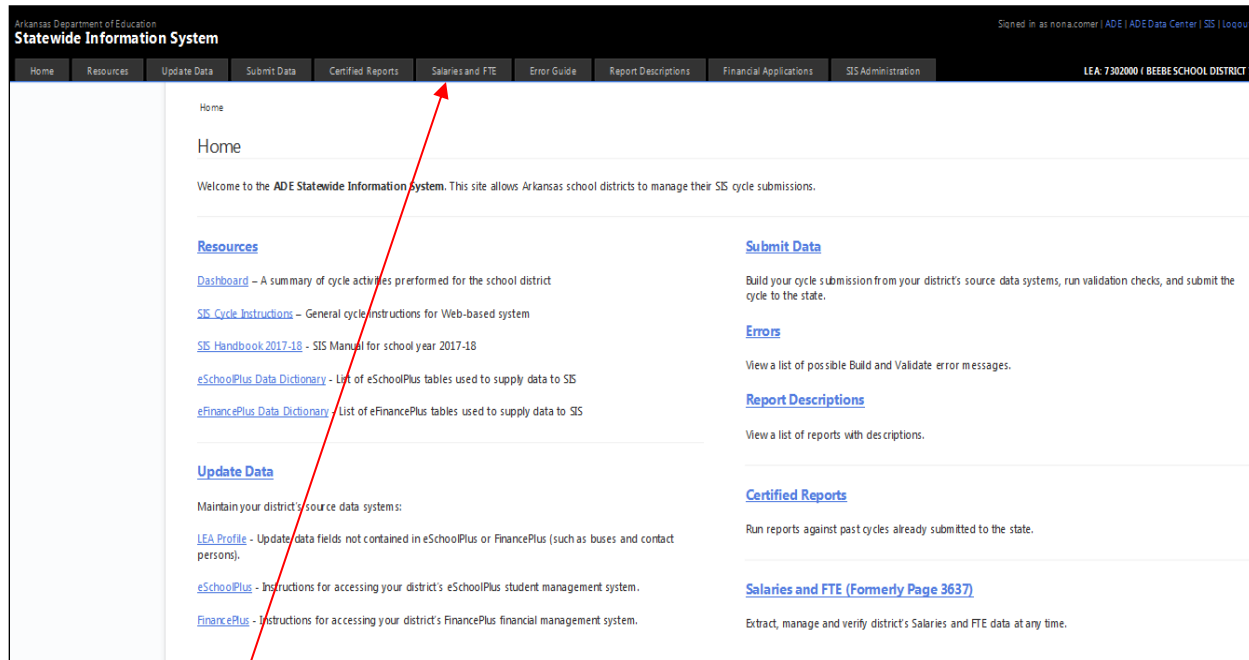 Arkansas Department of Education
Statewide Information System
Signed in as nona.comer | ADE | ADE Data Center | SIS | Logout
Home Resources Update Data Submit Data Certified Reports Salaries and FTE Error Guide Report Descriptions Financial Applications SIS Administration
LEA: 7302000 ( BEEBE SCHOOL DISTRICT
Home
Home
Welcome to the ADE Statewide Information System. This site allows Arkansas school districts to manage their SIS cycle submissions.
Resources
Dashboard – A summary of cycle activities prerformed for the school district
SIS Cycle Instructions – General cycle instructions for Web-based system
SIS Handbook 2017-18 - SIS Manual for school year 2017-18
eSchoolPlus Data Dictionary - List of eSchoolPlus tables used to supply data to SIS
eFinancePlus Data Dictionary - List of eFinancePlus tables used to supply data to SIS
Update Data
Maintain your district's source data systems:
LEA Profile - Update data fields not contained in eSchoolPlus or FinancePlus (such as buses and contact
persons).
eSchoolPlus - Instructions for accessing your district's eSchoolPlus student management system.
FinancePlus - Instructions for accessing your district's FinancePlus financial management system.
Submit Data
Build your cycle submission from your district's source data systems, run validation checks, and submit the
cycle to the state.
Errors
View a list of possible Build and Validate error messages.
Report Descriptions
View a list of reports with descriptions.
Certified Reports
Run reports against past cycles already submitted to the state.
Salaries and FTE (Formerly Page 3637)
Extract, manage and verify district's Salaries and FTE data at any time.